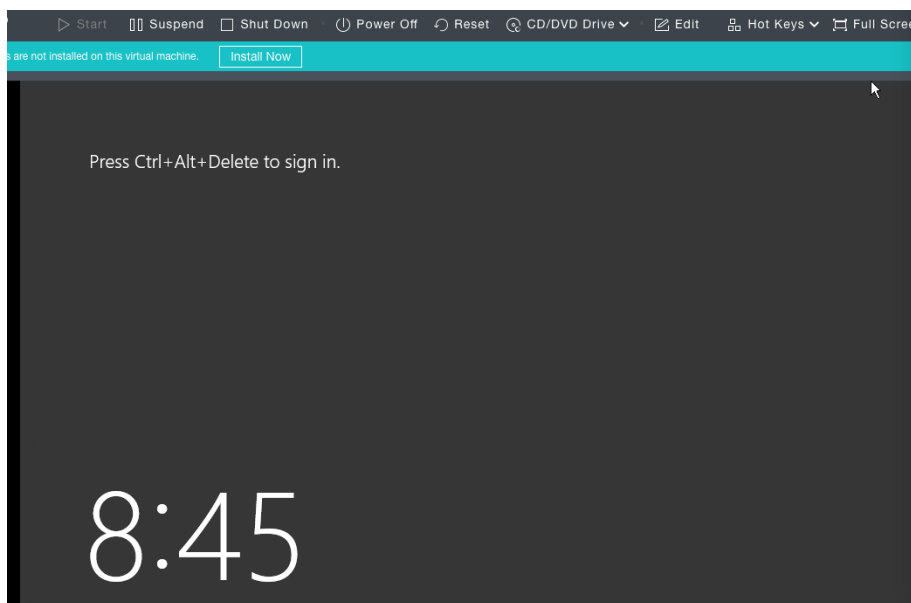 Start Suspend Shut Down Power Off Reset CD/DVD Drive Edit Hot Keys Full
are not installed on this virtual machine. Install Now
Press Ctrl+Alt+Delete to sign in.
8:45